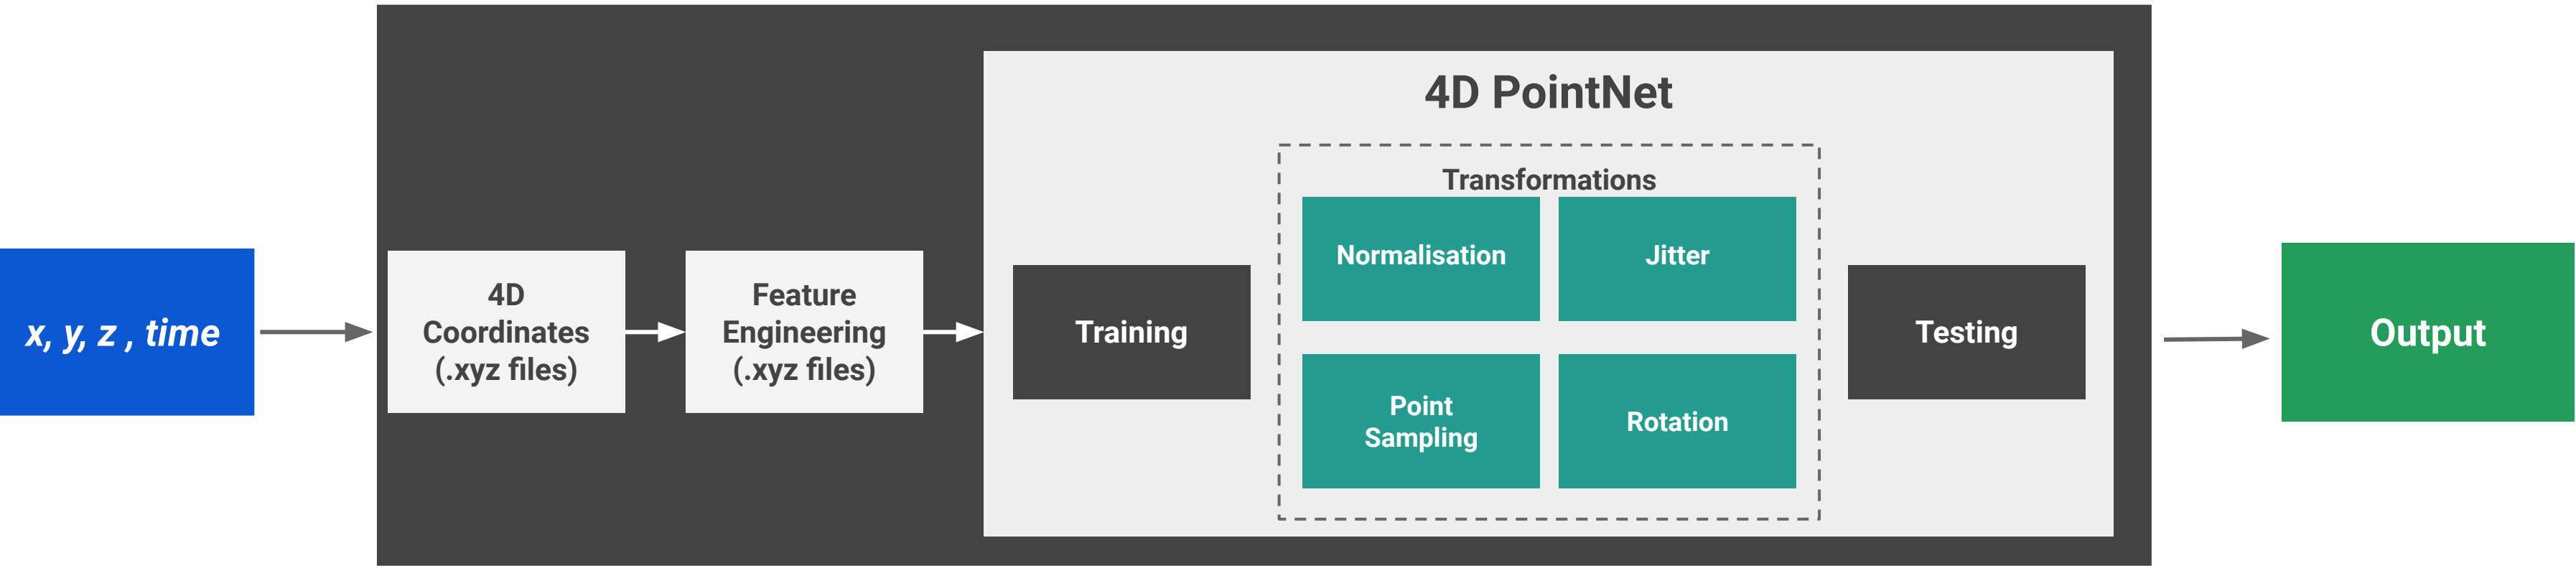 x, y, z , time
4D
Coordinates
(.xyz files)
Feature
Engineering
(.xyz files)
4D PointNet
Training
Transformations
Normalisation
Jitter
Point
Sampling
Rotation
Testing
Output